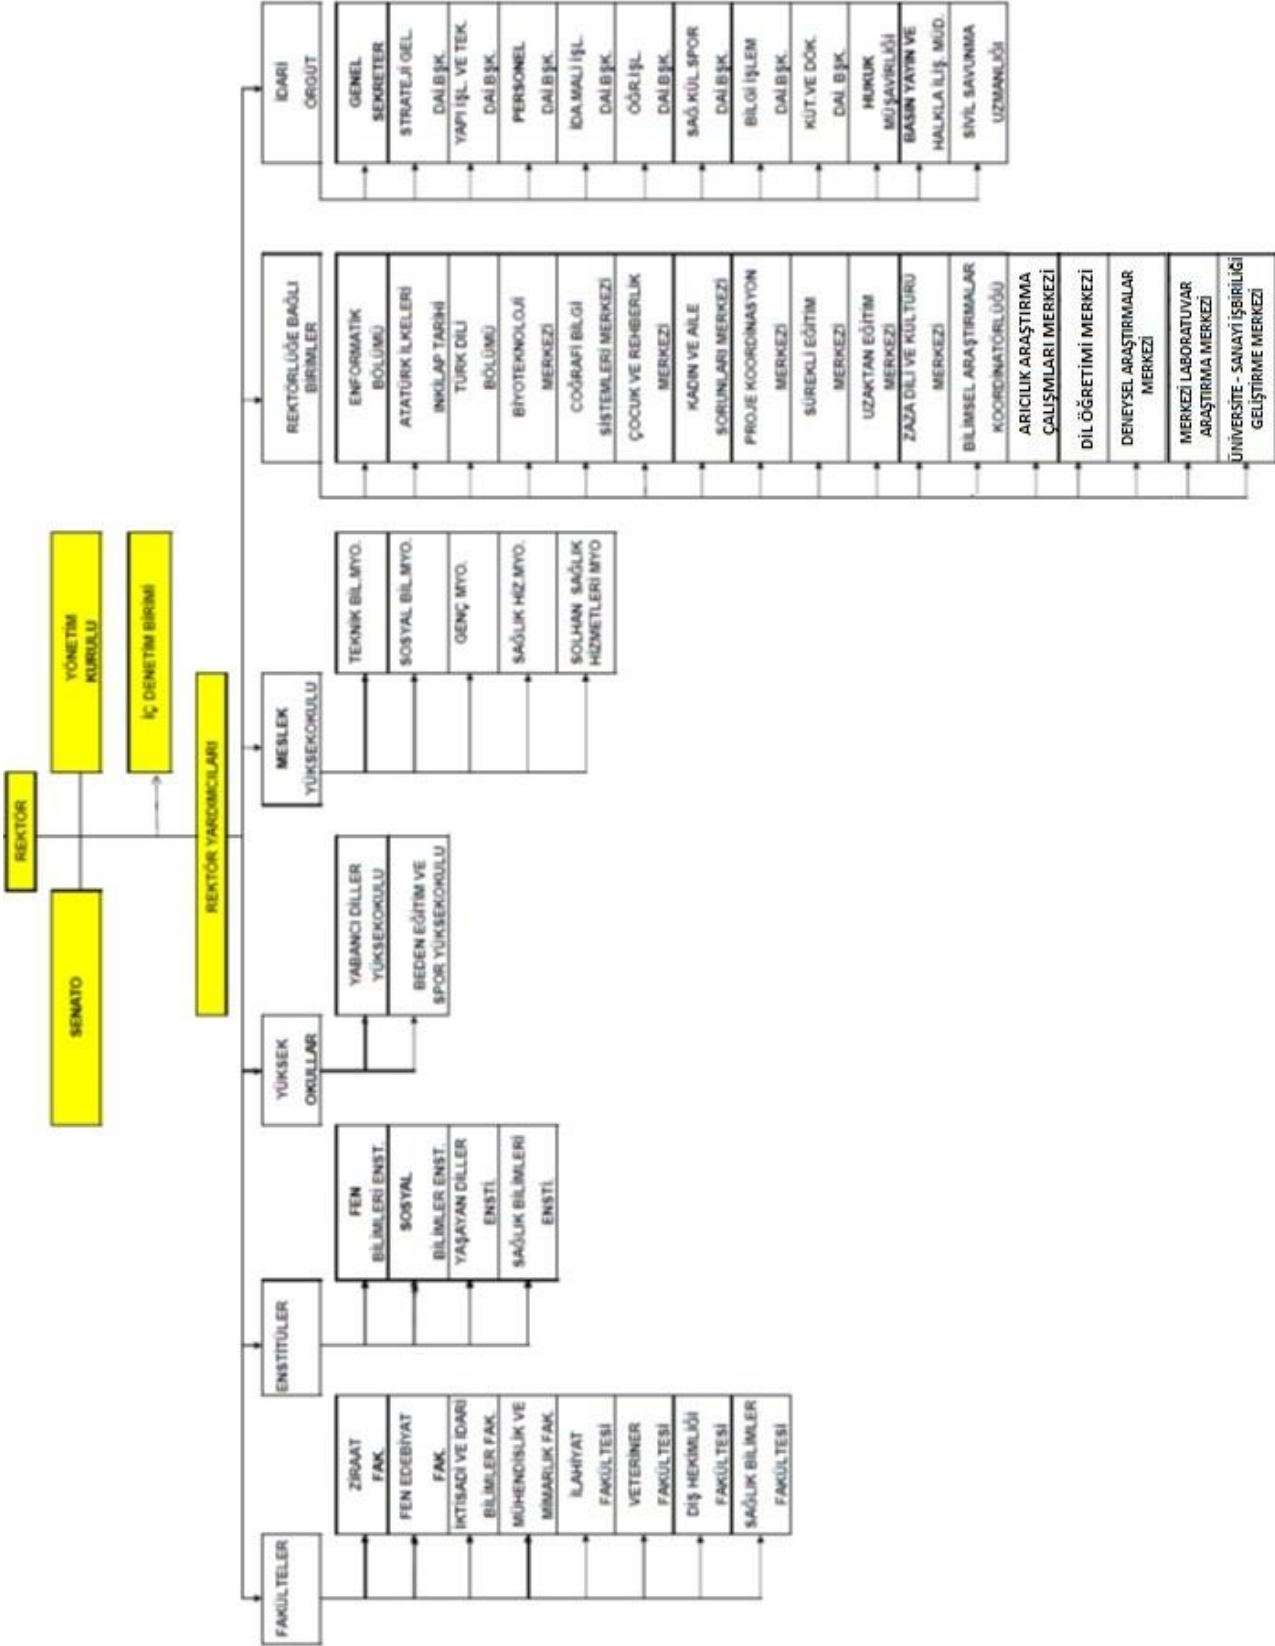 REKTÖR
SENATO
YÖNETİM
KURULU
İÇ DENETİM BİRİMİ
REKTÖR YARDIMCILARI
FAKÜLTELER
ZİRAAT
FAK.
FEN EDEBİYAT
FAK.
İKTİSADİ VE İDARİ
BİLİMLER FAK.
MÜHENDİSLİK VE
MİMARLIK FAK.
İLAHİYAT
FAKÜLTESİ
VETERİNER
FAKÜLTESİ
DİŞ HEKİMLİĞİ
FAKÜLTESİ
SAĞLIK BİLİMLER
FAKÜLTESİ
ENSTİTÜLER
FEN
BİLİMLERİ ENST.
SOSYAL
BİLİMLER ENST.
YAŞAYAN DİLLER
ENSTİ.
SAĞLIK BİLİMLERİ
ENSTİ.
YÜKSEK
OKULLAR
YABANCI DİLLER
YÜKSEKOKULU
BEDEN EĞİTİM VE
SPOR YÜKSEKOKULU
MESLEK
YÜKSEKOKULU
TEKNİK BİL.MYO.
SOSYAL BİL.MYO.
GENÇ MYO.
SAĞLIK HİZ.MYO.
SOLHAN SAĞLIK
HİZMETLERİ MYO
REKTÖRLÜĞE BAĞLI
BİRİMLER
ENFORMATİK
BÖLÜMÜ
ATATÜRK İLKELERİ
INKILAP TARİHİ
TÜRK DİLİ
BÖLÜMÜ
BİYOTEKNOLOJİ
MERKEZİ
COĞRAFİ BİLGİ
SİSTEMLERİ MERKEZİ
ÇOCUK VE REHBERLİK
MERKEZİ
KADIN VE AİLE
SORUNLARI MERKEZİ
PROJE KOORDİNASYON
MERKEZİ
SÜREKLİ EĞİTİM
MERKEZİ
UZAKTAN EĞİTİM
MERKEZİ
ZAZA DİLİ VE KÜLTÜRÜ
MERKEZİ
BİLİMSEL ARAŞTIRMALAR
KOORDİNATÖRLÜĞÜ
ARICILIK ARAŞTIRMA
ÇALIŞMLARI MERKEZİ
DİL ÖĞRETİMİ MERKEZİ
DENEYSEL ARAŞTIRMALAR
MERKEZİ
MERKEZİ LABORATUVAR
ARAŞTIRMA MERKEZİ
ÜNİVERSİTE - SANAYİ İŞBİRİLİĞİ
GELİŞTİRME MERKEZİ
İDARİ
ÖRGÜT
GENEL
SEKRETER
STRATEJİ GEL.
DAİ.BŞK.
YAPI İŞL. VE TEK.
DAİ.BŞK.
PERSONEL
DAİ.BŞK.
İDA.MALİ İŞL.
DAİ.BŞK.
ÖĞR.İŞL.
DAİ.BŞK.
SAĞ.KÜL.SPOR
DAİ.BŞK.
BİLGİ İŞLEM
DAİ.BŞK.
KÜT.VE DOK.
DAİ. BŞK.
HUKUK
MÜŞAVİRLİĞİ
BASIN YAYIN VE
HALKLA İLİŞ. MÜD.
SİVİL SAVUNMA
UZMANLIĞI